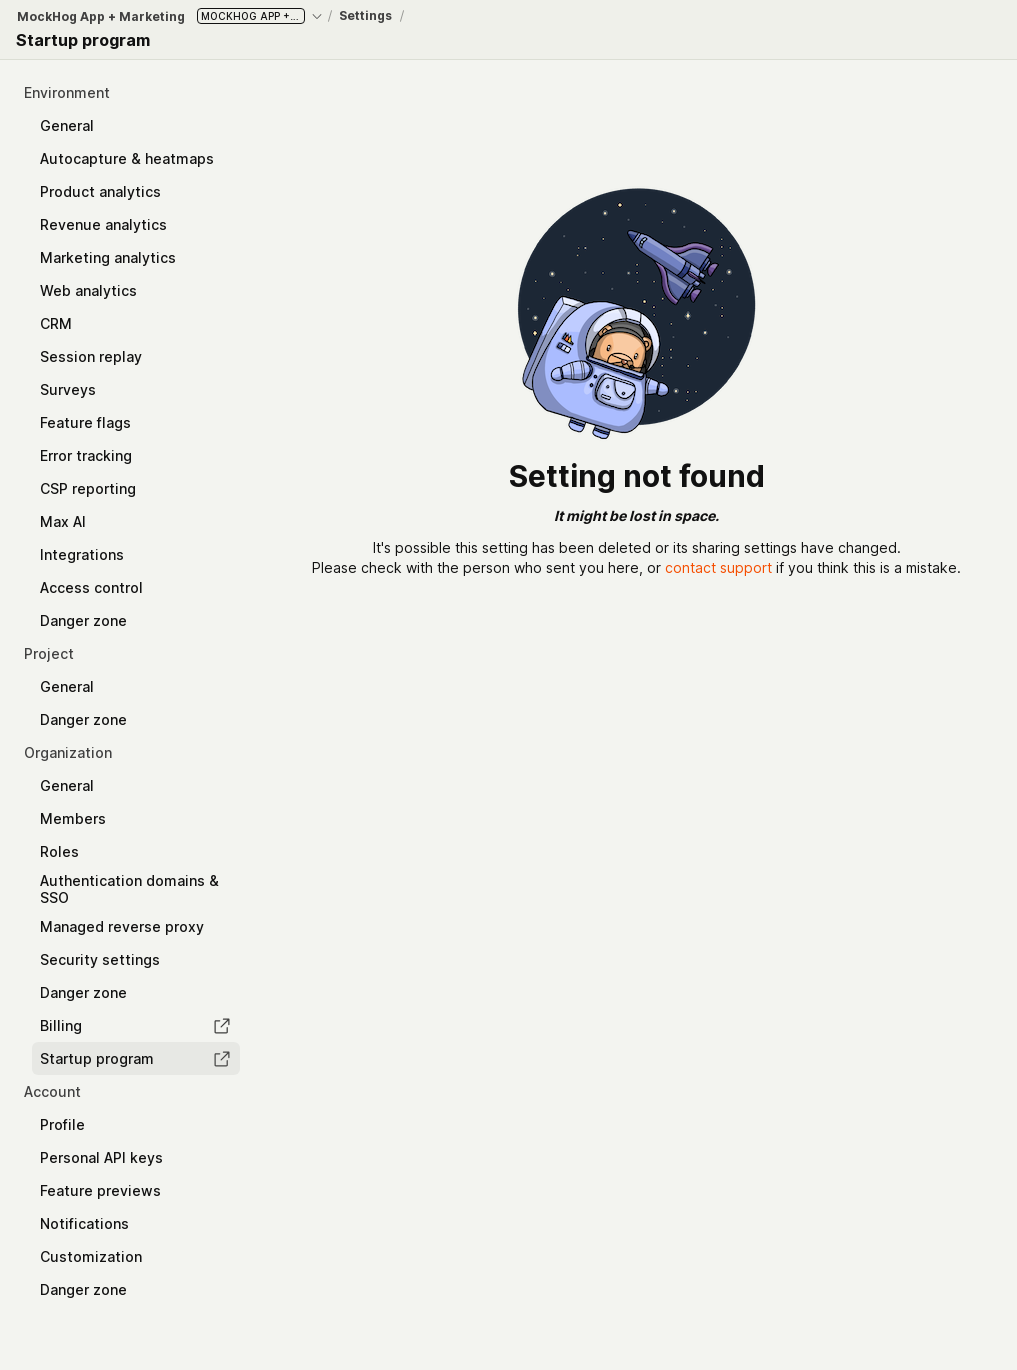 MockHog App + Marketing MOCKHOG APP +... / Settings /
Startup program
Environment
General
Autocapture & heatmaps
Product analytics
Revenue analytics
Marketing analytics
Web analytics
CRM
Session replay
Surveys
Feature flags
Error tracking
CSP reporting
Max AI
Integrations
Access control
Danger zone
Project
General
Danger zone
Organization
General
Members
Roles
Authentication domains &
SSO
Managed reverse proxy
Security settings
Danger zone
Billing
Startup program
Account
Profile
Personal API keys
Feature previews
Notifications
Customization
Danger zone
Setting not found
It might be lost in space.
It's possible this setting has been deleted or its sharing settings have changed.
Please check with the person who sent you here, or contact support if you think this is a mistake.